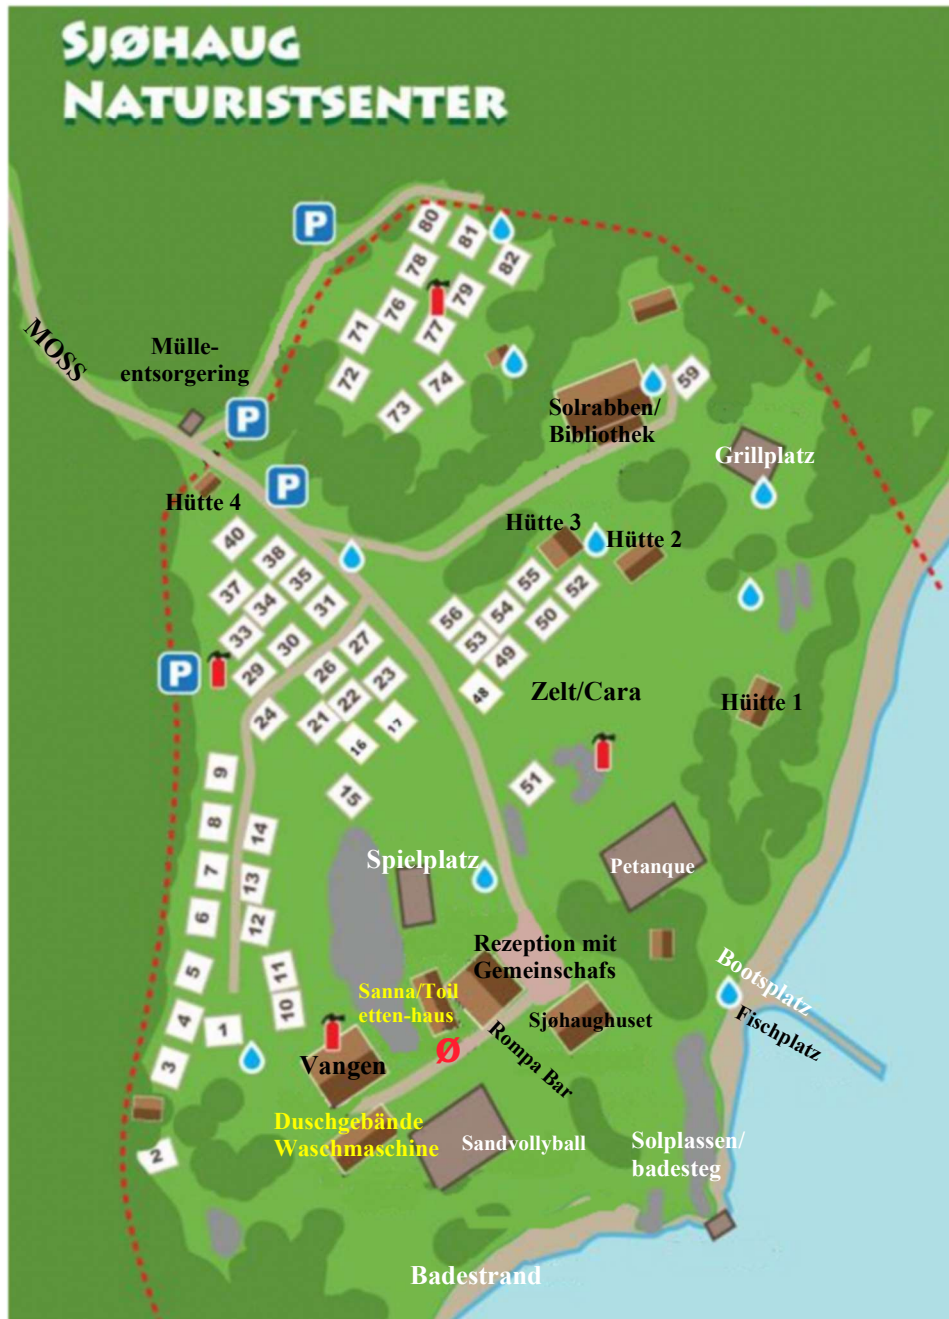 SJØHAUG
NATURISTSENTER
P
80
81
82
78
79
76
77
71
72
74
73
MOSS
Mülle-
entsorgering
P
59
Solrabben/
Bibliothek
Grillplatz
P
Hütte 4
Hütte 3
Hütte 2
40
38
35
37
34
31
33
30
29
27
26
23
22
24
21
17
16
15
P
55
52
56
54
50
53
49
48
Zelt/Cara
Hüitte 1
51
9
8
14
7
13
6
12
5
11
4
10
1
3
2
Spielplatz
Petanque
Rezeption mit
Gemeinschafs
Sanna/Toil
etten-haus
Sjøhaughuset
Bootsplatz
Fischplatz
Ø
Rompa Bar
Vangen
Duschgebände
Waschmaschine
Sandvollyball
Solplassen/
badesteg
Badestrand